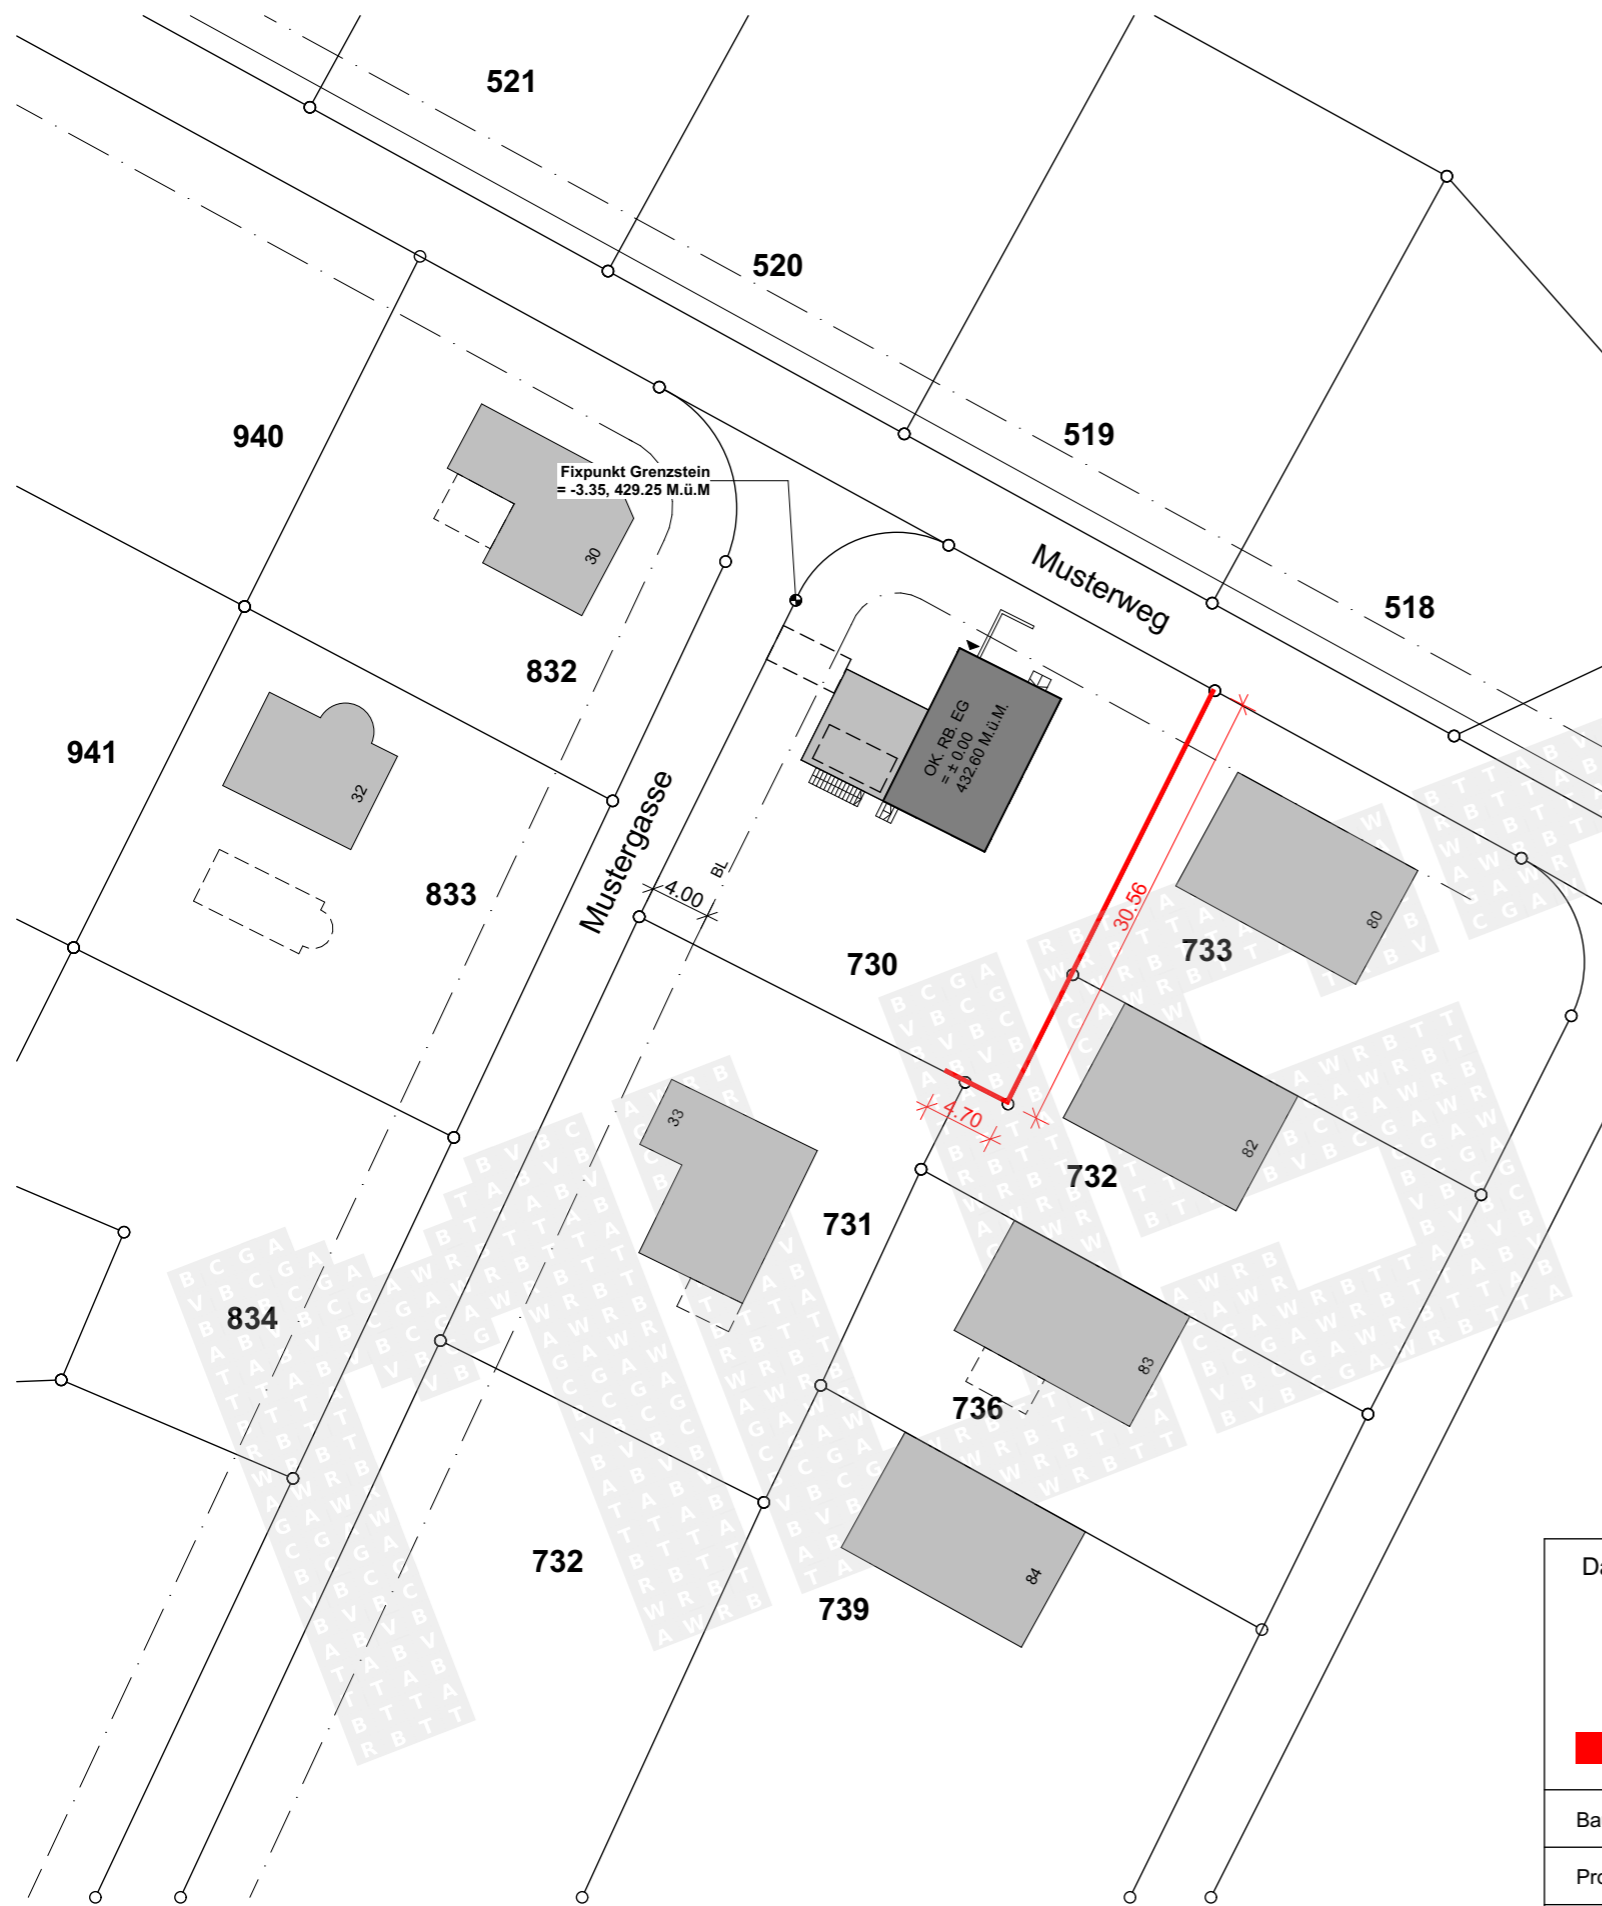 521
520
940
519
Fixpunkt Grenzstein
= -3.35, 429.25 M.ü.M
30
Musterweg
518
832
OK. RB. EG
= ± 0.00
432.60 M.ü.M.
941
32
Mustergasse
BL
4.00
833
730
30.56
733
80
33
4.70
732
82
731
834
83
736
732
84
739
Da
Ba
Pro